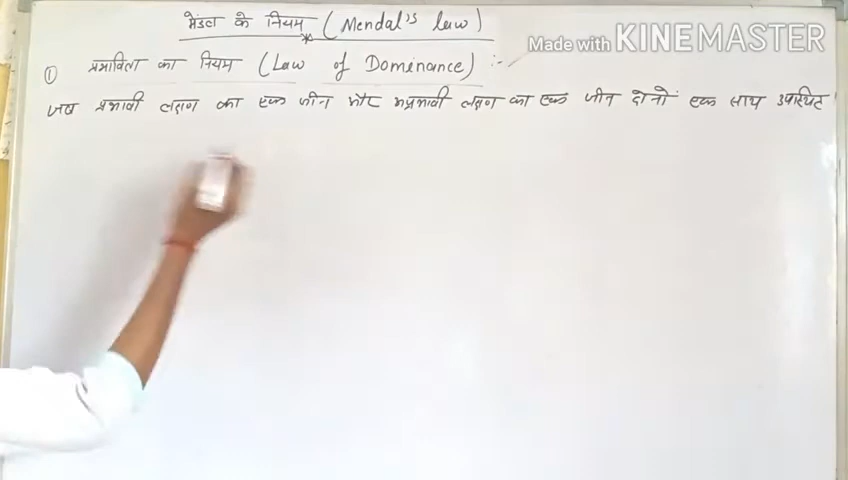 मेंडल के नियम (Mendal's law)
Made with KINEMASTER
① प्रभाविता का नियम (Law of Dominance) :-
जब प्रभावी लक्षण का एक जीन और अप्रभावी लक्षण का एक जीन दोनों एक साथ उपस्थित